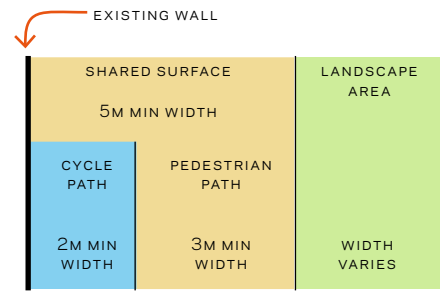 EXISTING WALL
SHARED SURFACE
5M MIN WIDTH
LANDSCAPE
AREA
CYCLE
PATH
2M MIN
WIDTH
PEDESTRIAN
PATH
3M MIN
WIDTH
WIDTH
VARIES